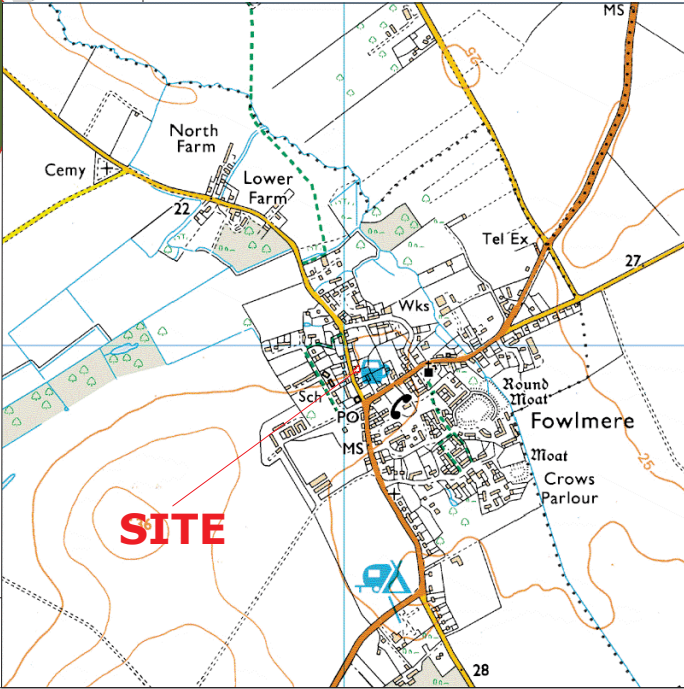 MS
25
North
Farm
Cemy
Lower
Farm
22
Tel Ex
27
Wks
Round
Moat
Sch
PO
Fowlmere
MS
Moat
25
Crows
Parlour
SITE
28